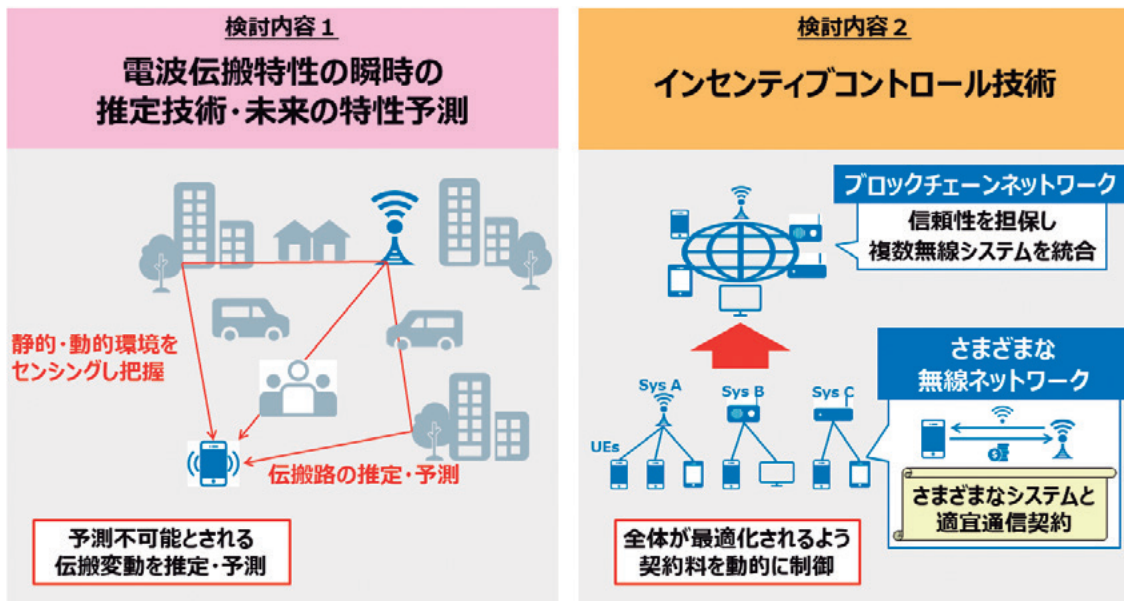 検討内容1
電波伝搬特性の瞬時の
推定技術・未来の特性予測
静的・動的環境を
センシングし把握
伝搬路の推定・予測
予測不可能とされる
伝搬変動を推定・予測
検討内容2
インセンティブコントロール技術
ブロックチェーンネットワーク
信頼性を担保し
複数無線システムを統合
さまざまな
無線ネットワーク
Sys A
Sys B
Sys C
UEs
さまざまなシステムと
適宜通信契約
全体が最適化されるよう
契約料を動的に制御